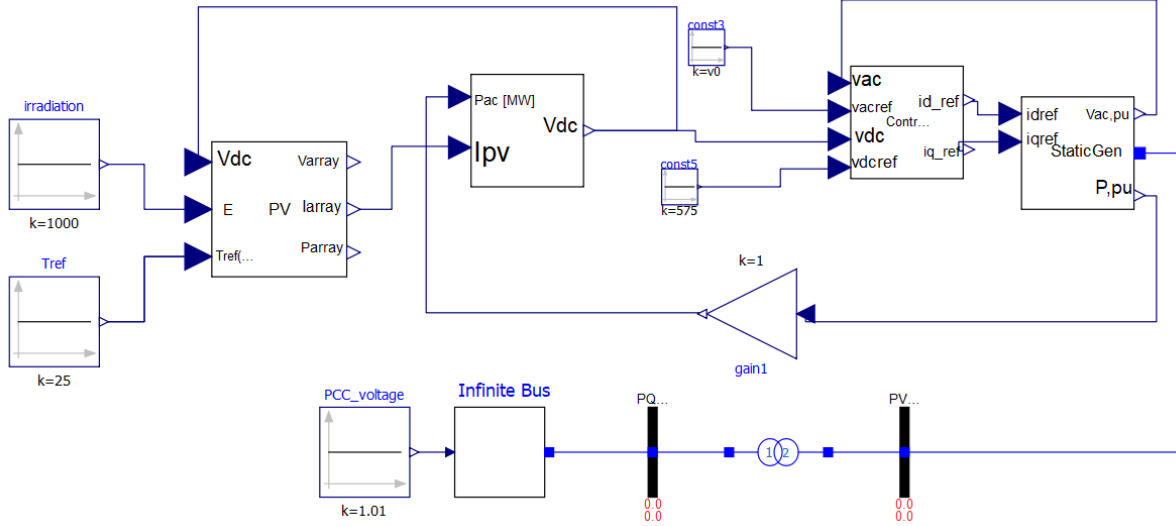 const3
k=v0
irradiation
k=1000
Tref
k=25
Vdc
E
PV
Tref(...
Varray
Iarray
Parray
Pac [MW]
Ipv
Vdc
const5
k=575
vac
vacref
Contr...
vdc
vdcref
id_ref
iq_ref
idref
iqref
Vac,pu
StaticGen
P,pu
k=1
gain1
PCC_voltage
k=1.01
Infinite Bus
PQ...
0.0
0.0
1 2
PV...
0.0
0.0